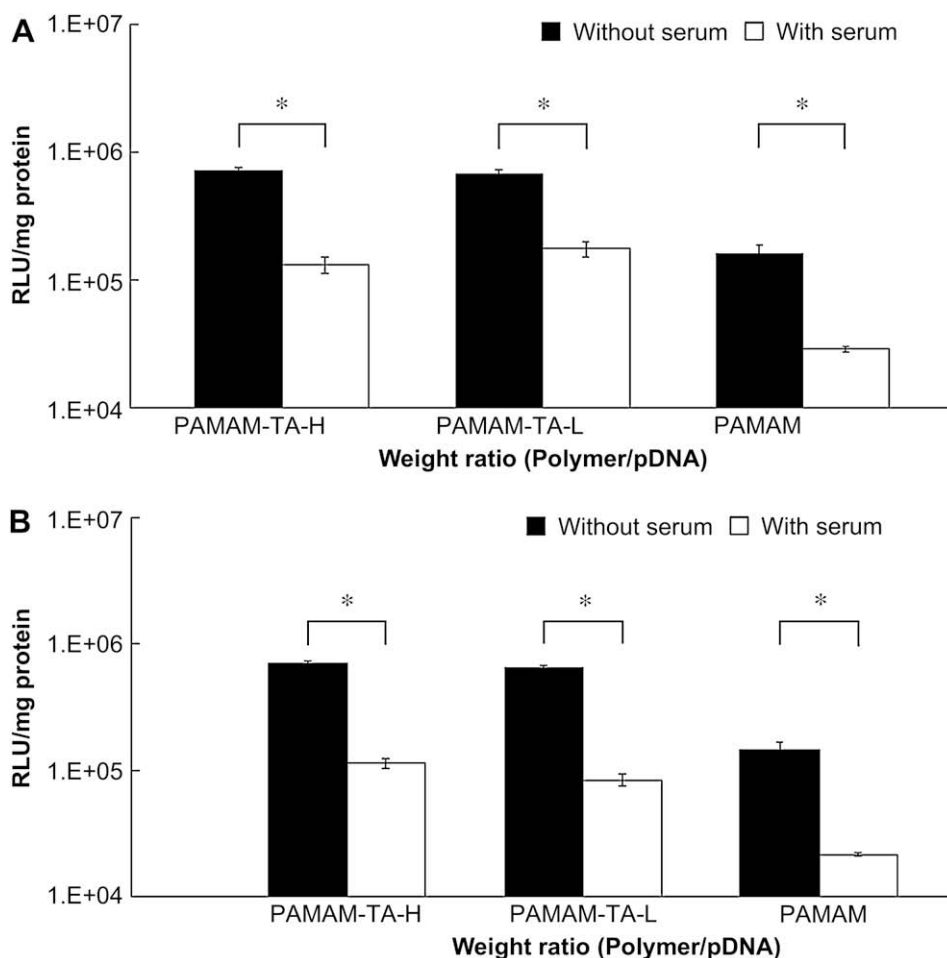 A
1.E+07
Without serum With serum
* * *
1.E+06
RLU/mg protein
1.E+05
1.E+04
PAMAM-TA-H PAMAM-TA-L PAMAM
Weight ratio (Polymer/pDNA)
B
1.E+07
Without serum With serum
* * *
1.E+06
RLU/mg protein
1.E+05
1.E+04
PAMAM-TA-H PAMAM-TA-L PAMAM
Weight ratio (Polymer/pDNA)